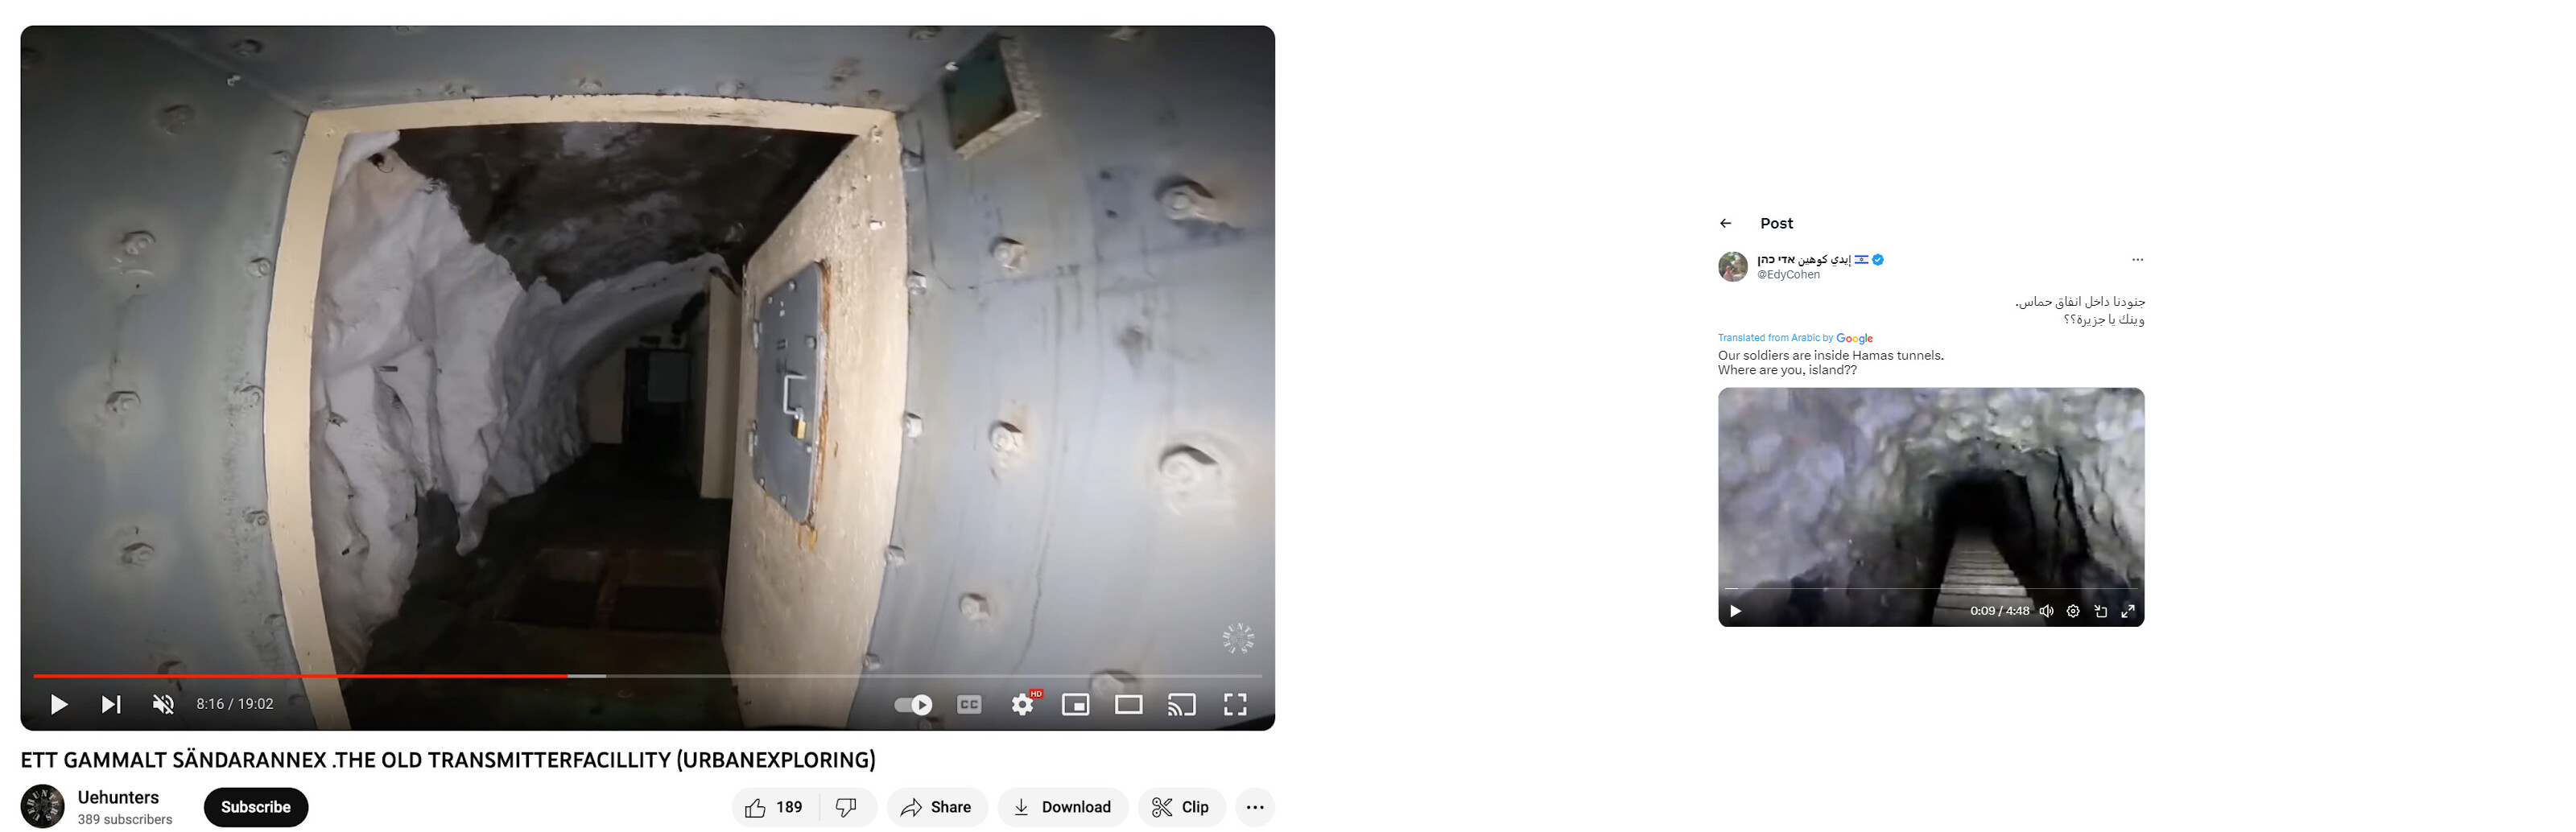 UEHUNTERS
8:16 / 19:02
CC
HD
ETT GAMMALT SÄNDARANNEX .THE OLD TRANSMITTERFACILLITY (URBANEXPLORING)
Uehunters
389 subscribers
Subscribe
189
Share
Download
Clip
Post
إيدي كوهين אדי כהן
@EdyCohen
جنودنا داخل انفاق حماس.
وينك يا جزيرة؟؟
Translated from Arabic by Google
Our soldiers are inside Hamas tunnels.
Where are you, island??
0:09 / 4:48